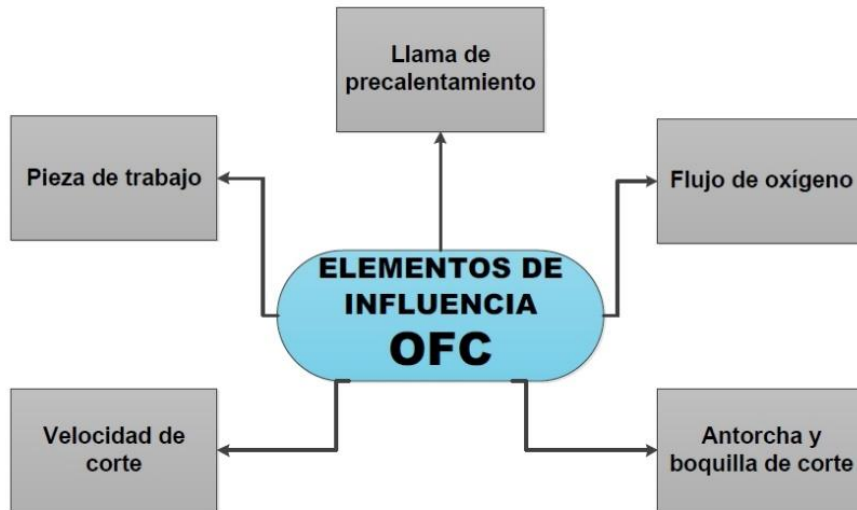 Llama de
precalentamiento
Pieza de trabajo
Flujo de oxígeno
ELEMENTOS DE
INFLUENCIA
OFC
Velocidad de
corte
Antorcha y
boquilla de corte